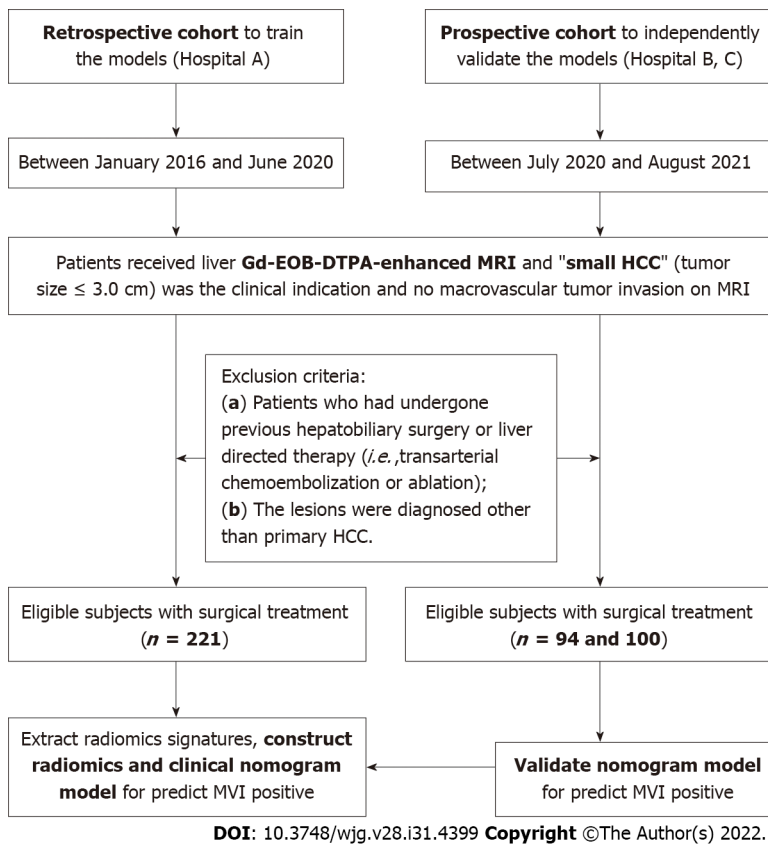 Retrospective cohort to train
the models (Hospital A)
Prospective cohort to independently
validate the models (Hospital B, C)
Between January 2016 and June 2020
Between July 2020 and August 2021
Patients received liver Gd-EOB-DTPA-enhanced MRI and "small HCC" (tumor
size ≤ 3.0 cm) was the clinical indication and no macrovascular tumor invasion on MRI
Exclusion criteria:
(a) Patients who had undergone
previous hepatobiliary surgery or liver
directed therapy (i.e.,transarterial
chemoembolization or ablation);
(b) The lesions were diagnosed other
than primary HCC.
Eligible subjects with surgical treatment
(n = 221)
Eligible subjects with surgical treatment
(n = 94 and 100)
Extract radiomics signatures, construct
radiomics and clinical nomogram
model for predict MVI positive
Validate nomogram model
for predict MVI positive
DOI: 10.3748/wjg.v28.i31.4399 Copyright ©The Author(s) 2022.